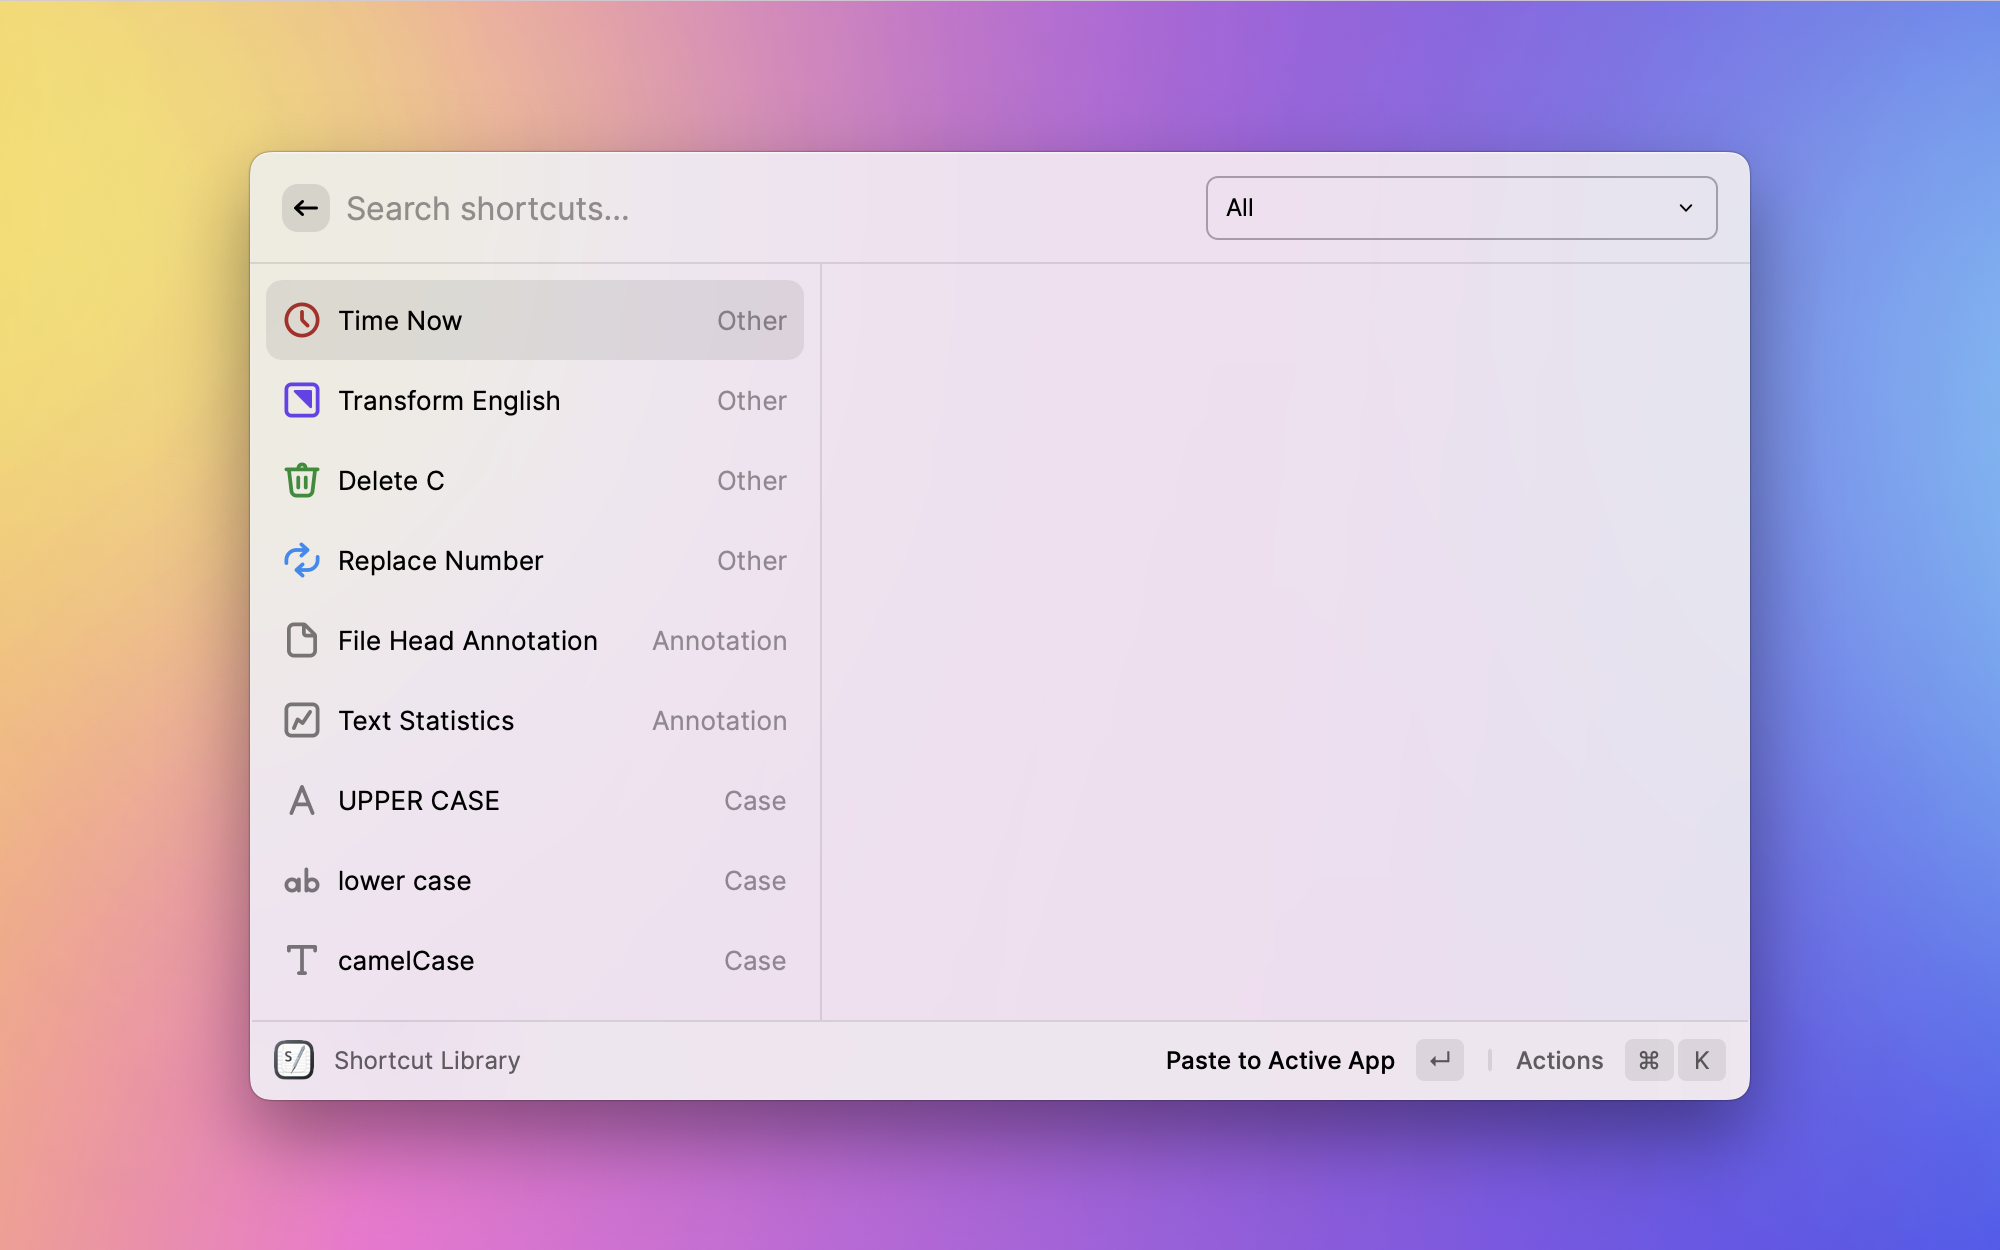 Search shortcuts...
All
Time Now Other
Transform English Other
Delete C Other
Replace Number Other
File Head Annotation Annotation
Text Statistics Annotation
UPPER CASE Case
lower case Case
camelCase Case
Shortcut Library Paste to Active App ↵ Actions ⌘ K